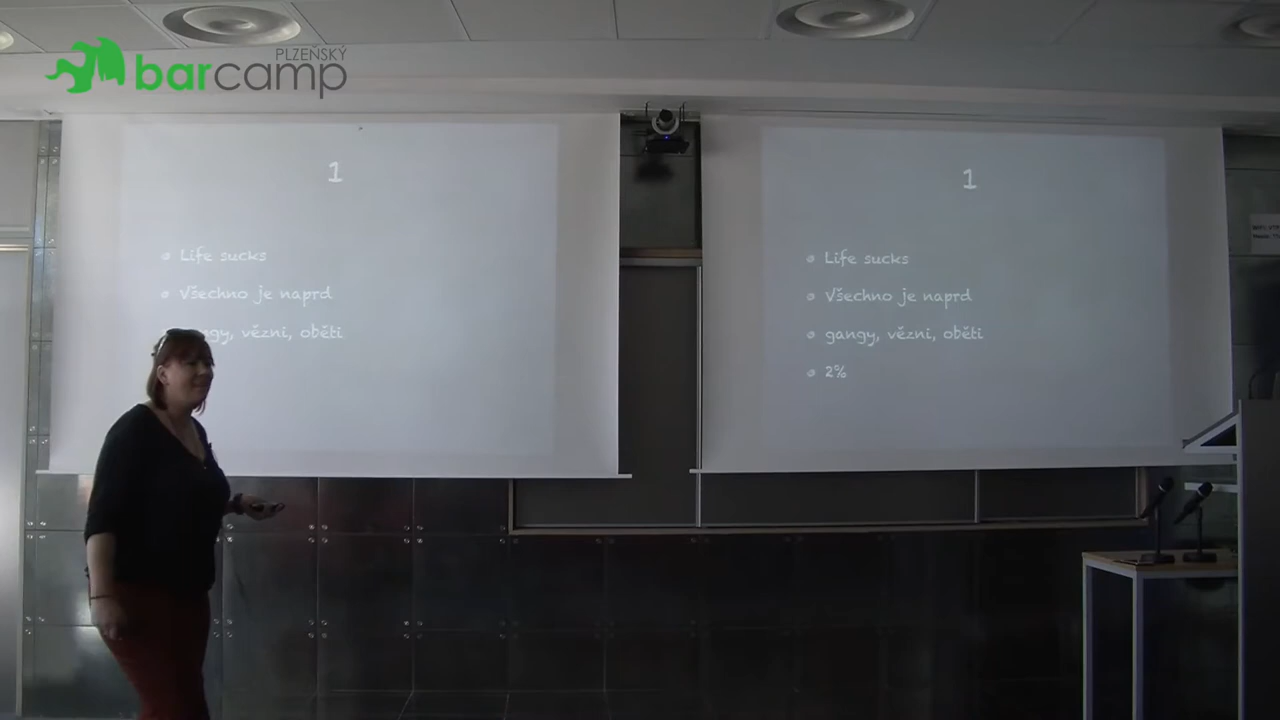 PLZEŇSKÝ
barcamp
1
Life sucks
Všechno je naprd
gangy, vězni, oběti
1
Life sucks
Všechno je naprd
gangy, vězni, oběti
2%